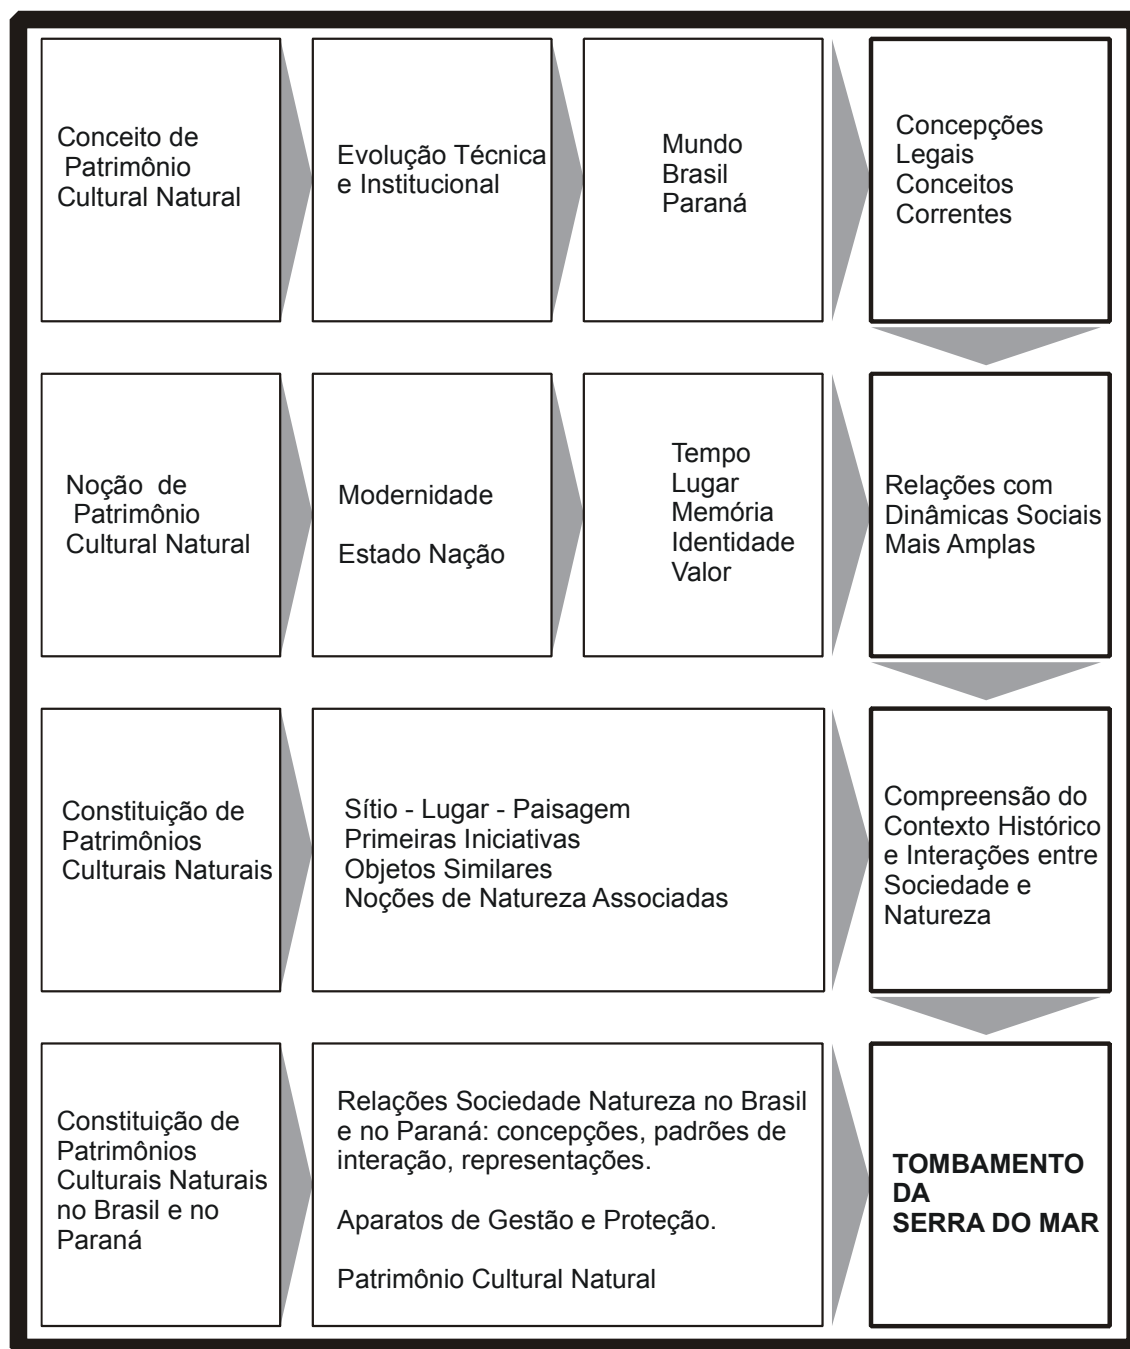 Conceito de
Patrimônio
Cultural Natural
Evolução Técnica
e Institucional
Mundo
Brasil
Paraná
Concepções
Legais
Conceitos
Correntes
Noção de
Patrimônio
Cultural Natural
Modernidade
Estado Nação
Tempo
Lugar
Memória
Identidade
Valor
Relações com
Dinâmicas Sociais
Mais Amplas
Constituição de
Patrimônios
Culturais Naturais
Sítio - Lugar - Paisagem
Primeiras Iniciativas
Objetos Similares
Noções de Natureza Associadas
Compreensão do
Contexto Histórico
e Interações entre
Sociedade e
Natureza
Constituição de
Patrimônios
Culturais Naturais
no Brasil e no
Paraná
Relações Sociedade Natureza no Brasil
e no Paraná: concepções, padrões de
interação, representações.
Aparatos de Gestão e Proteção.
Patrimônio Cultural Natural
TOMBAMENTO
DA
SERRA DO MAR